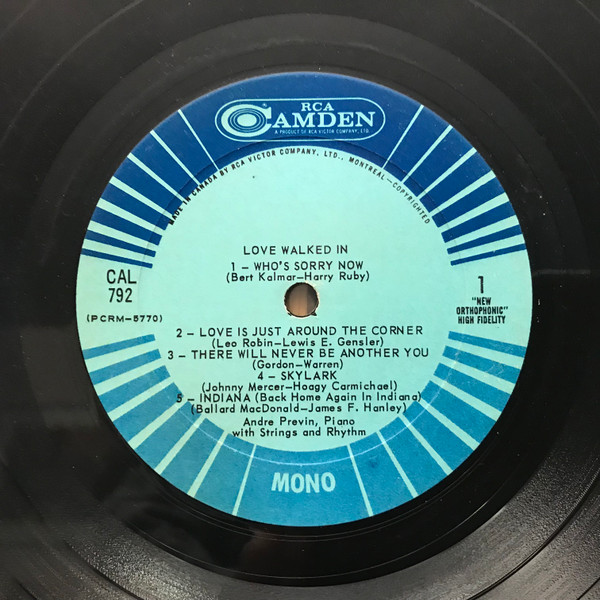 RCA
CAMDEN
A PRODUCT OF RCA VICTOR COMPANY, LTD.
MADE IN CANADA BY RCA VICTOR COMPANY, LTD., MONTREAL-COPYRIGHTED
LOVE WALKED IN
1 - WHO'S SORRY NOW
(Bert Kalmar-Harry Ruby)
CAL
792
(PCRM-5770)
1
"NEW
ORTHOPHONIC"
HIGH FIDELITY
2 - LOVE IS JUST AROUND THE CORNER
(Leo Robin-Lewis E. Gensler)
3 - THERE WILL NEVER BE ANOTHER YOU
(Gordon-Warren)
4 - SKYLARK
(Johnny Mercer-Hoagy Carmichael)
5 - INDIANA (Back Home Again In Indiana)
(Ballard MacDonald-James F. Hanley)
Andre Previn, Piano
with Strings and Rhythm
MONO